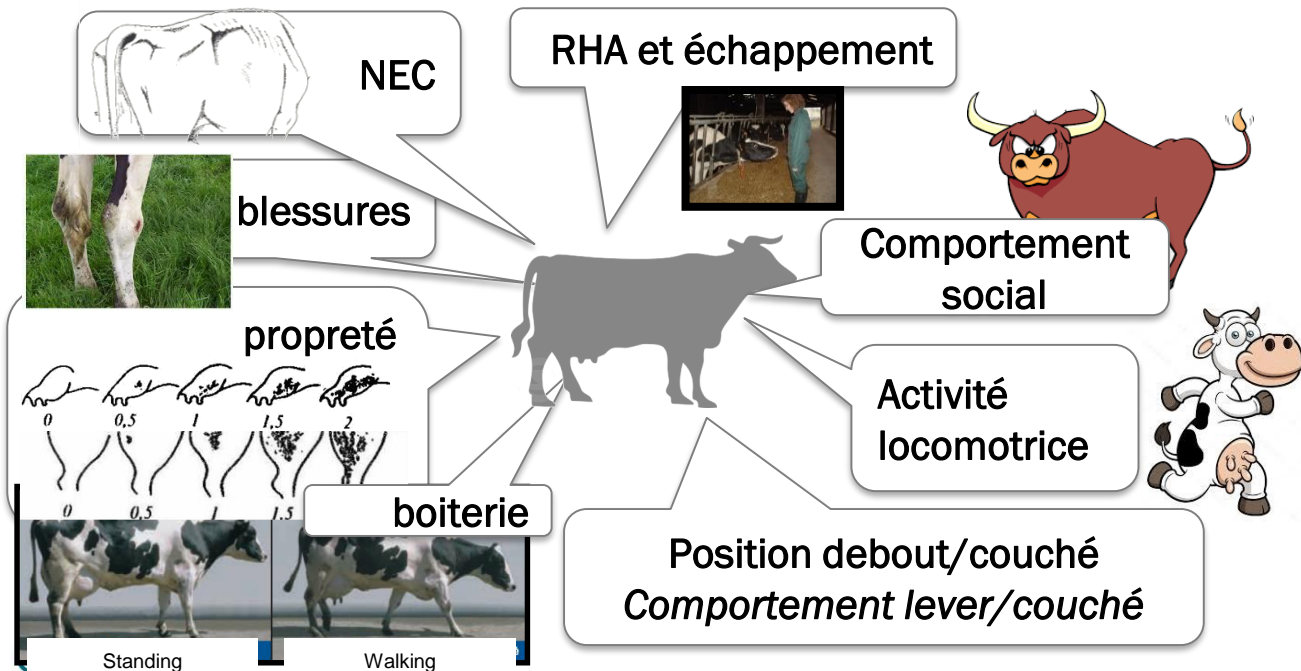 NEC
RHA et échappement
blessures
Comportement
social
propreté
0 0,5 1 1,5 2
0 0,5 1 1,5
Activité
locomotrice
boiterie
Position debout/couché
Comportement lever/couché
Standing
Walking